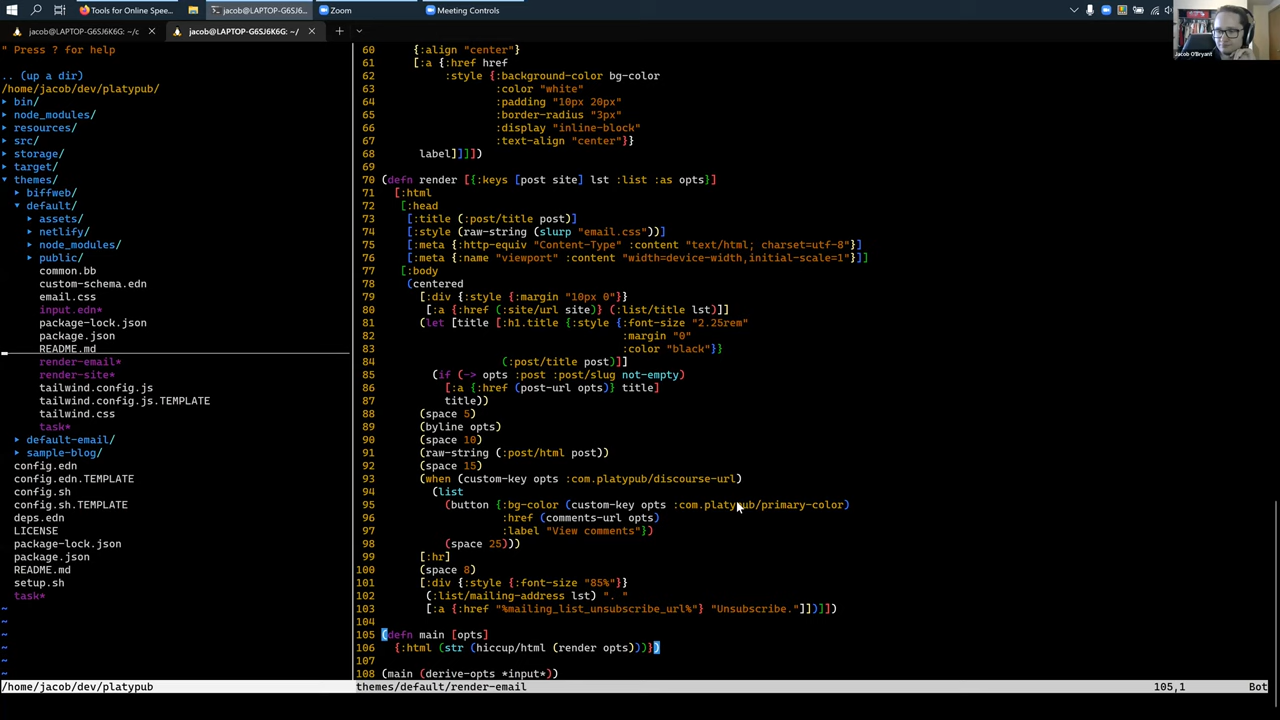 Tools for Online Spee...
jacob@LAPTOP-G6SJ6...
Zoom
Meeting Controls
jacob@LAPTOP-G6SJ6K6G: ~/c
jacob@LAPTOP-G6SJ6K6G: ~/
Jacob O'Bryant
" Press ? for help
.. (up a dir)
/home/jacob/dev/platypub/
▸ bin/
▸ node_modules/
▸ resources/
▸ src/
▸ storage/
▸ target/
▾ themes/
▸ biffweb/
▾ default/
▸ assets/
▸ netlify/
▸ node_modules/
▸ public/
common.bb
custom-schema.edn
email.css
input.edn*
package-lock.json
package.json
README.md
render-email*
render-site*
tailwind.config.js
tailwind.config.js.TEMPLATE
tailwind.css
task*
▸ default-email/
▸ sample-blog/
config.edn
config.edn.TEMPLATE
config.sh
config.sh.TEMPLATE
deps.edn
LICENSE
package-lock.json
package.json
README.md
setup.sh
task*
~
~
~
~
~
~
/home/jacob/dev/platypub
60 {:align "center"}
61 [:a {:href href
62 :style {:background-color bg-color
63 :color "white"
64 :padding "10px 20px"
65 :border-radius "3px"
66 :display "inline-block"
67 :text-align "center"}}
68 label]]]])
69
70 (defn render [{:keys [post site] lst :list :as opts}]
71 [:html
72 [:head
73 [:title (:post/title post)]
74 [:style (raw-string (slurp "email.css"))]
75 [:meta {:http-equiv "Content-Type" :content "text/html; charset=utf-8"}]
76 [:meta {:name "viewport" :content "width=device-width,initial-scale=1"}]]
77 [:body
78 (centered
79 [:div {:style {:margin "10px 0"}}
80 [:a {:href (:site/url site)} (:list/title lst)]]
81 (let [title [:h1.title {:style {:font-size "2.25rem"
82 :margin "0"
83 :color "black"}}
84 (:post/title post)]]
85 (if (-> opts :post :post/slug not-empty)
86 [:a {:href (post-url opts)} title]
87 title))
88 (space 5)
89 (byline opts)
90 (space 10)
91 (raw-string (:post/html post))
92 (space 15)
93 (when (custom-key opts :com.platypub/discourse-url)
94 (list
95 (button {:bg-color (custom-key opts :com.platypub/primary-color)
96 :href (comments-url opts)
97 :label "View comments"})
98 (space 25)))
99 [:hr]
100 (space 8)
101 [:div {:style {:font-size "85%"}}
102 (:list/mailing-address lst) ". "
103 [:a {:href "%mailing_list_unsubscribe_url%"} "Unsubscribe."]])]])
104
105 (defn main [opts]
106 {:html (str (hiccup/html (render opts)))})
107
108 (main (derive-opts *input*))
themes/default/render-email 105,1 Bot